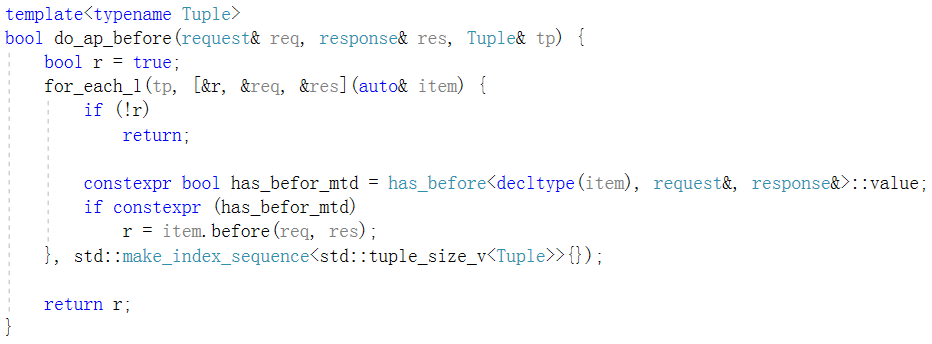 template<typename Tuple>
bool do_ap_before(request& req, response& res, Tuple& tp) {
    bool r = true;
    for_each_l(tp, [&r, &req, &res](auto& item) {
        if (!r)
            return;

        constexpr bool has_befor_mtd = has_before<decltype(item), request&, response&>::value;
        if constexpr (has_befor_mtd)
            r = item.before(req, res);
    }, std::make_index_sequence<std::tuple_size_v<Tuple>>{});

    return r;
}